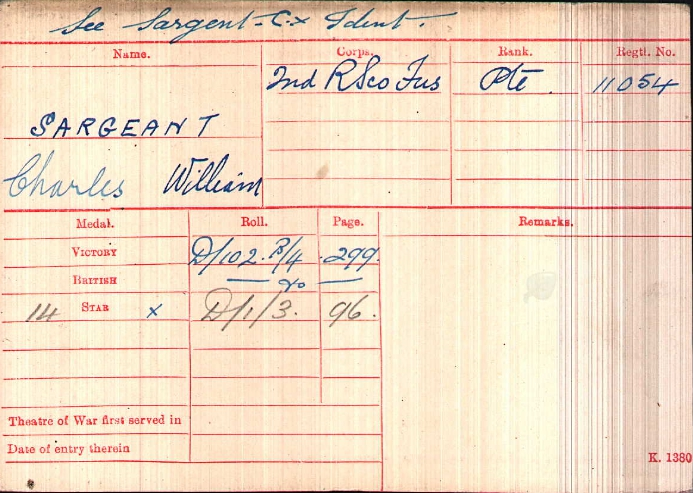 See Sargent - C. x Ident.
Name. Corps. Rank. Regtl. No.
2nd R Sco Fus Pte 11054
SARGEANT
Charles William
Medal. Roll. Page. Remarks.
VICTORY D/102.B/4 299.
BRITISH — do —
14 STAR x D/1/3. 96.
Theatre of War first served in
Date of entry therein
K. 1380